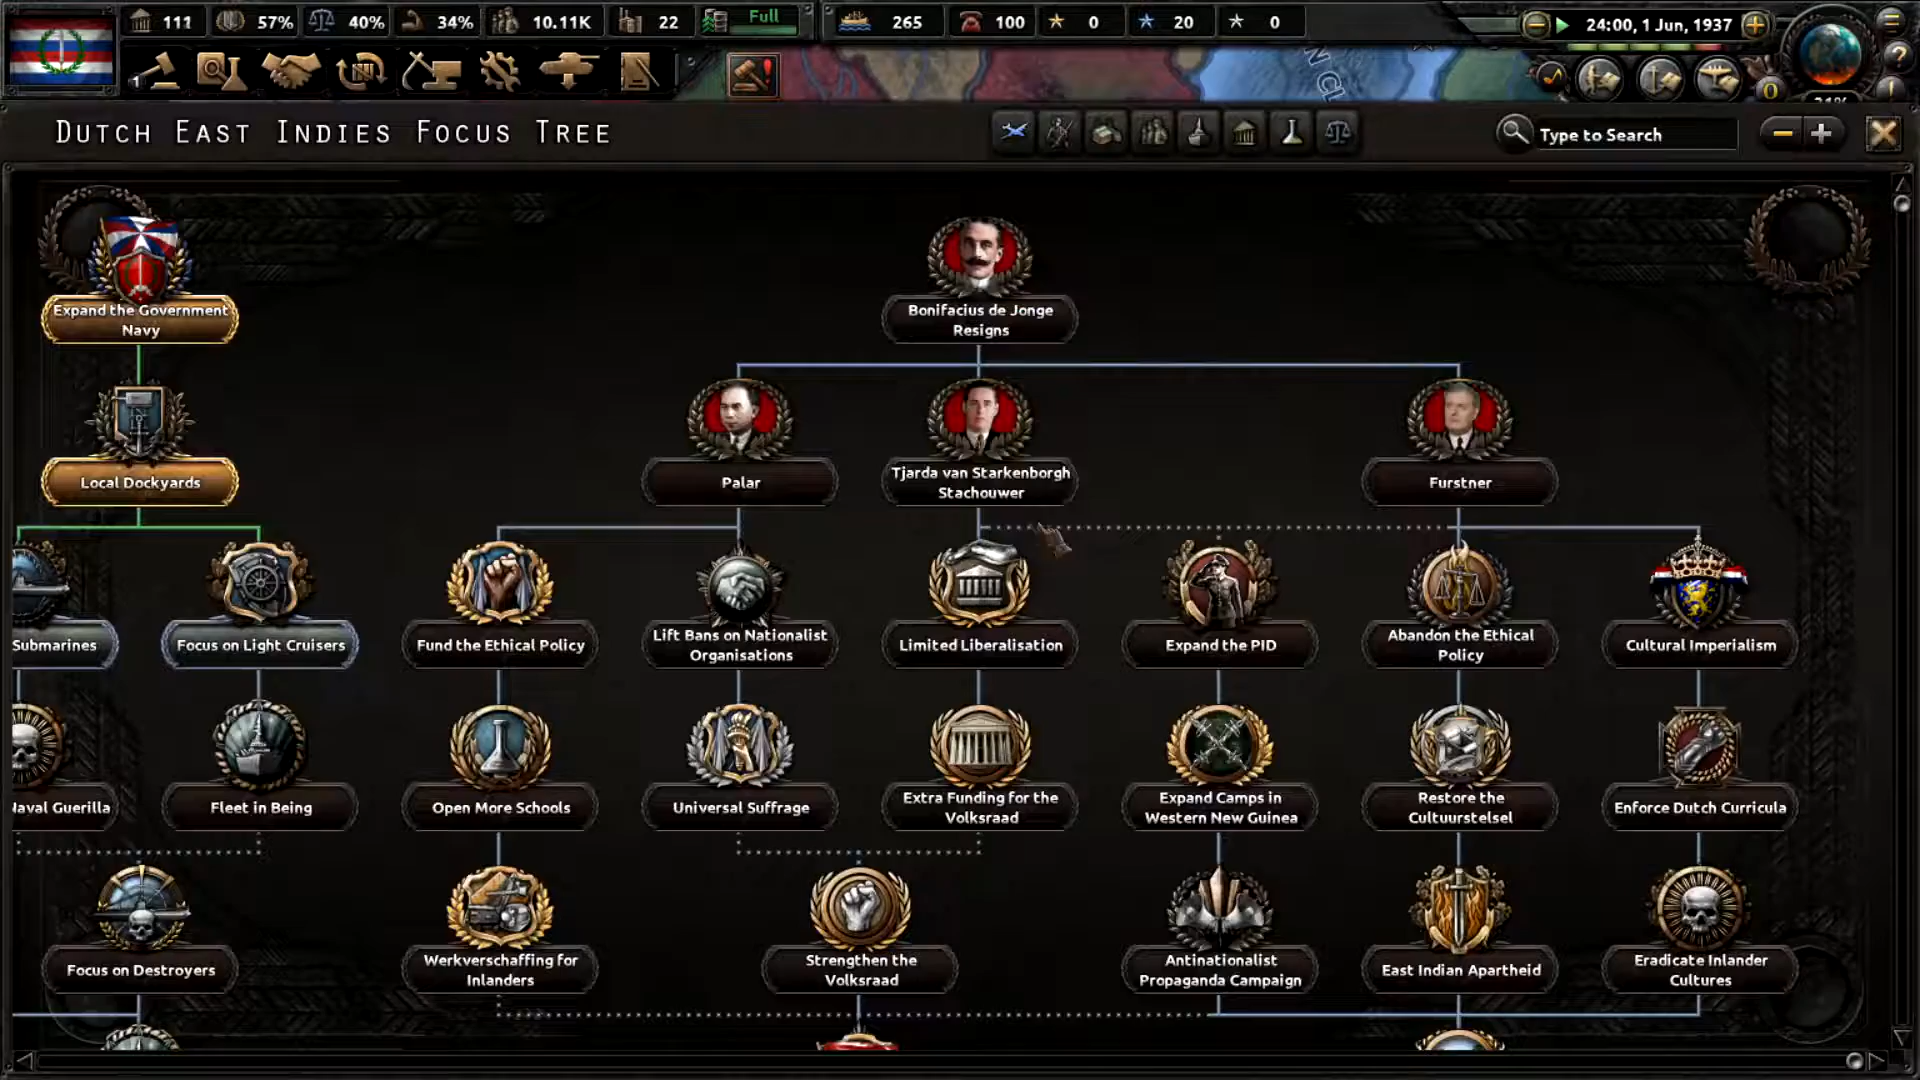 111
57%
40%
34%
10.11K
22
Full
265
100
0
20
0
24:00, 1 Jun, 1937
0
DUTCH EAST INDIES FOCUS TREE
Type to Search
Expand the Government
Navy
Bonifacius de Jonge
Resigns
Local Dockyards
Palar
Tjarda van Starkenborgh
Stachouwer
Furstner
Submarines
Focus on Light Cruisers
Fund the Ethical Policy
Lift Bans on Nationalist
Organisations
Limited Liberalisation
Expand the PID
Abandon the Ethical
Policy
Cultural Imperialism
Naval Guerilla
Fleet in Being
Open More Schools
Universal Suffrage
Extra Funding for the
Volksraad
Expand Camps in
Western New Guinea
Restore the
Cultuurstelsel
Enforce Dutch Curricula
Focus on Destroyers
Werkverschaffing for
Inlanders
Strengthen the
Volksraad
Antinationalist
Propaganda Campaign
East Indian Apartheid
Eradicate Inlander
Cultures